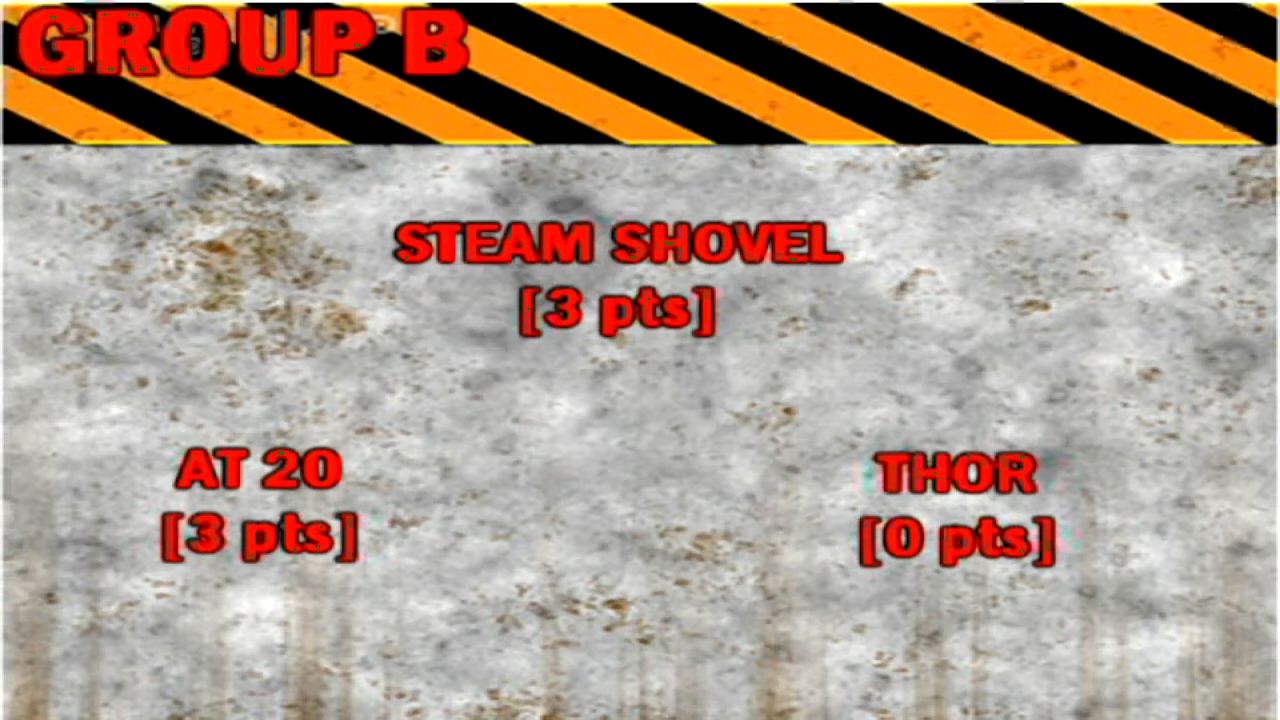 GROUP B
STEAM SHOVEL
[3 pts]
AT 20
[3 pts]
THOR
[0 pts]